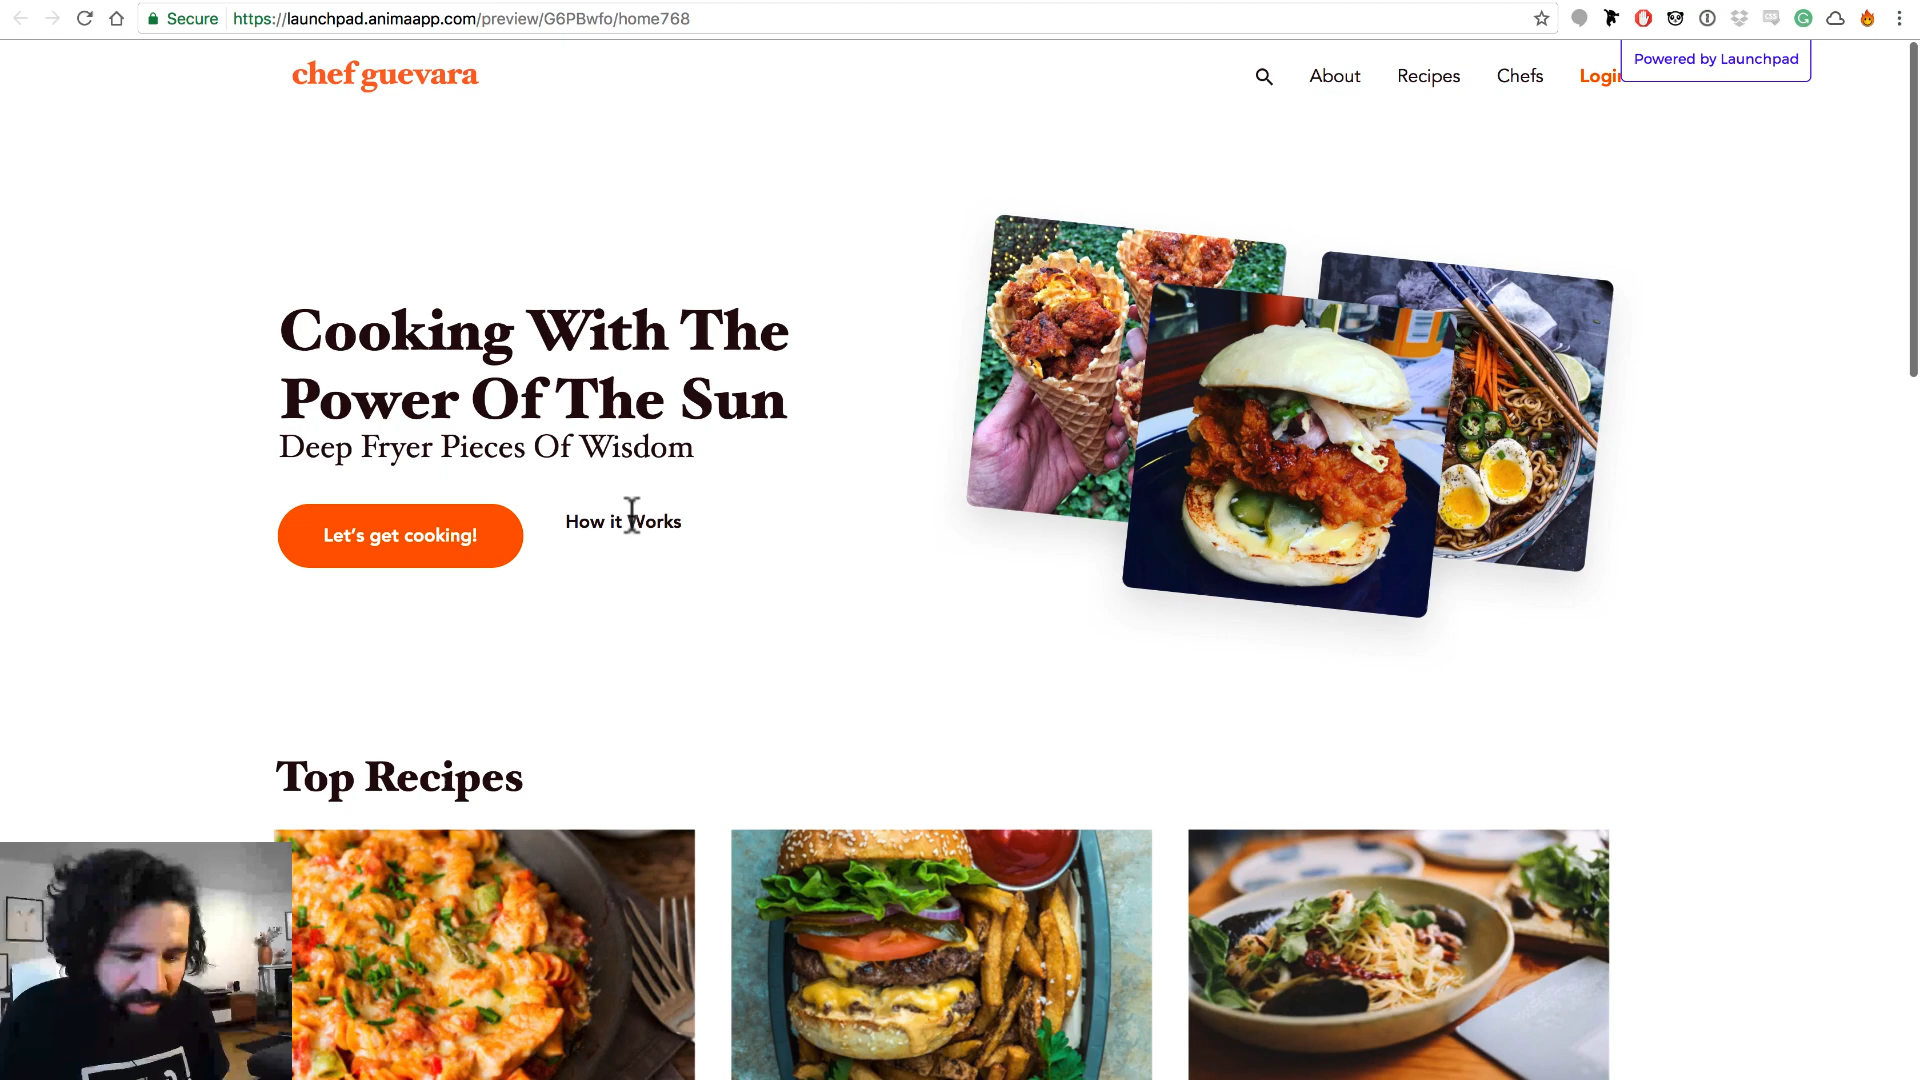 Secure
https://launchpad.animaapp.com/preview/G6PBwfo/home768
chef guevara
About
Recipes
Chefs
Login
Powered by Launchpad
Cooking With The
Power Of The Sun
Deep Fryer Pieces Of Wisdom
Let's get cooking!
How it Works
Top Recipes